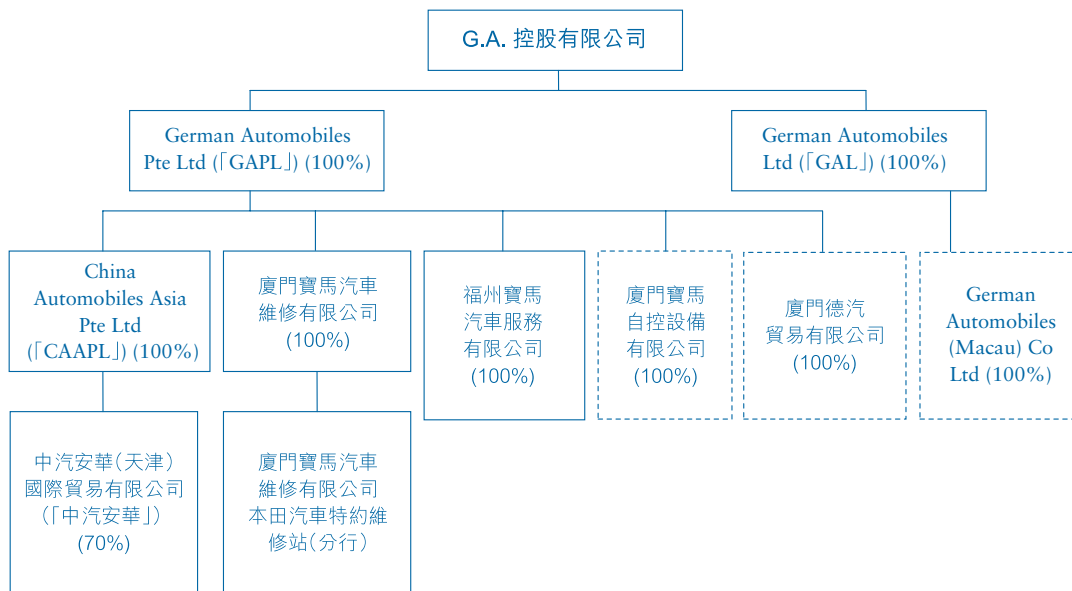 G.A. 控股有限公司
German Automobiles
Pte Ltd (「GAPL」) (100%)
German Automobiles
Ltd (「GAL」) (100%)
China
Automobiles Asia
Pte Ltd
(「CAAPL」) (100%)
廈門寶馬汽車
維修有限公司
(100%)
福州寶馬
汽車服務
有限公司
(100%)
廈門寶馬
自控設備
有限公司
(100%)
廈門德汽
貿易有限公司
(100%)
German
Automobiles
(Macau) Co
Ltd (100%)
中汽安華(天津)
國際貿易有限公司
(「中汽安華」)
(70%)
廈門寶馬汽車
維修有限公司
本田汽車特約維
修站(分行)